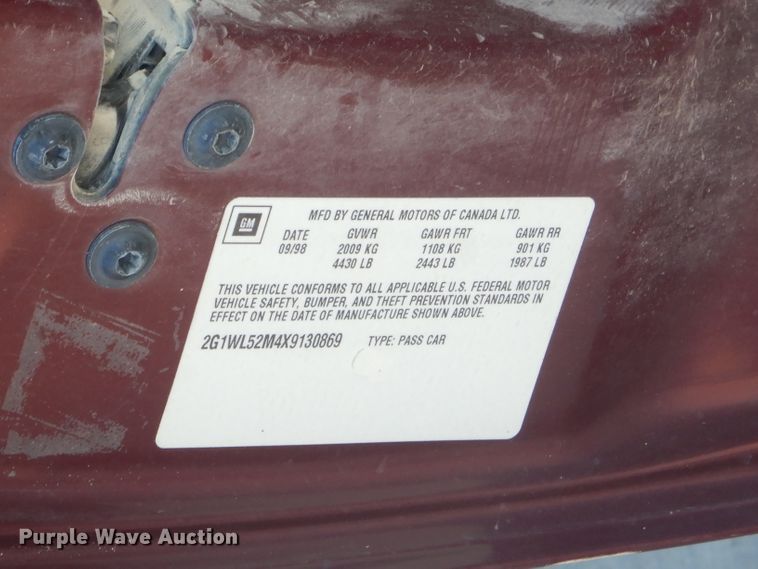 GM
MFD BY GENERAL MOTORS OF CANADA LTD.
DATE GVWR GAWR FRT GAWR RR
09/98 2009 KG 1108 KG 901 KG
4430 LB 2443 LB 1987 LB
THIS VEHICLE CONFORMS TO ALL APPLICABLE U.S. FEDERAL MOTOR
VEHICLE SAFETY, BUMPER, AND THEFT PREVENTION STANDARDS IN
EFFECT ON THE DATE OF MANUFACTURE SHOWN ABOVE.
2G1WL52M4X9130869 TYPE: PASS CAR
Purple Wave Auction